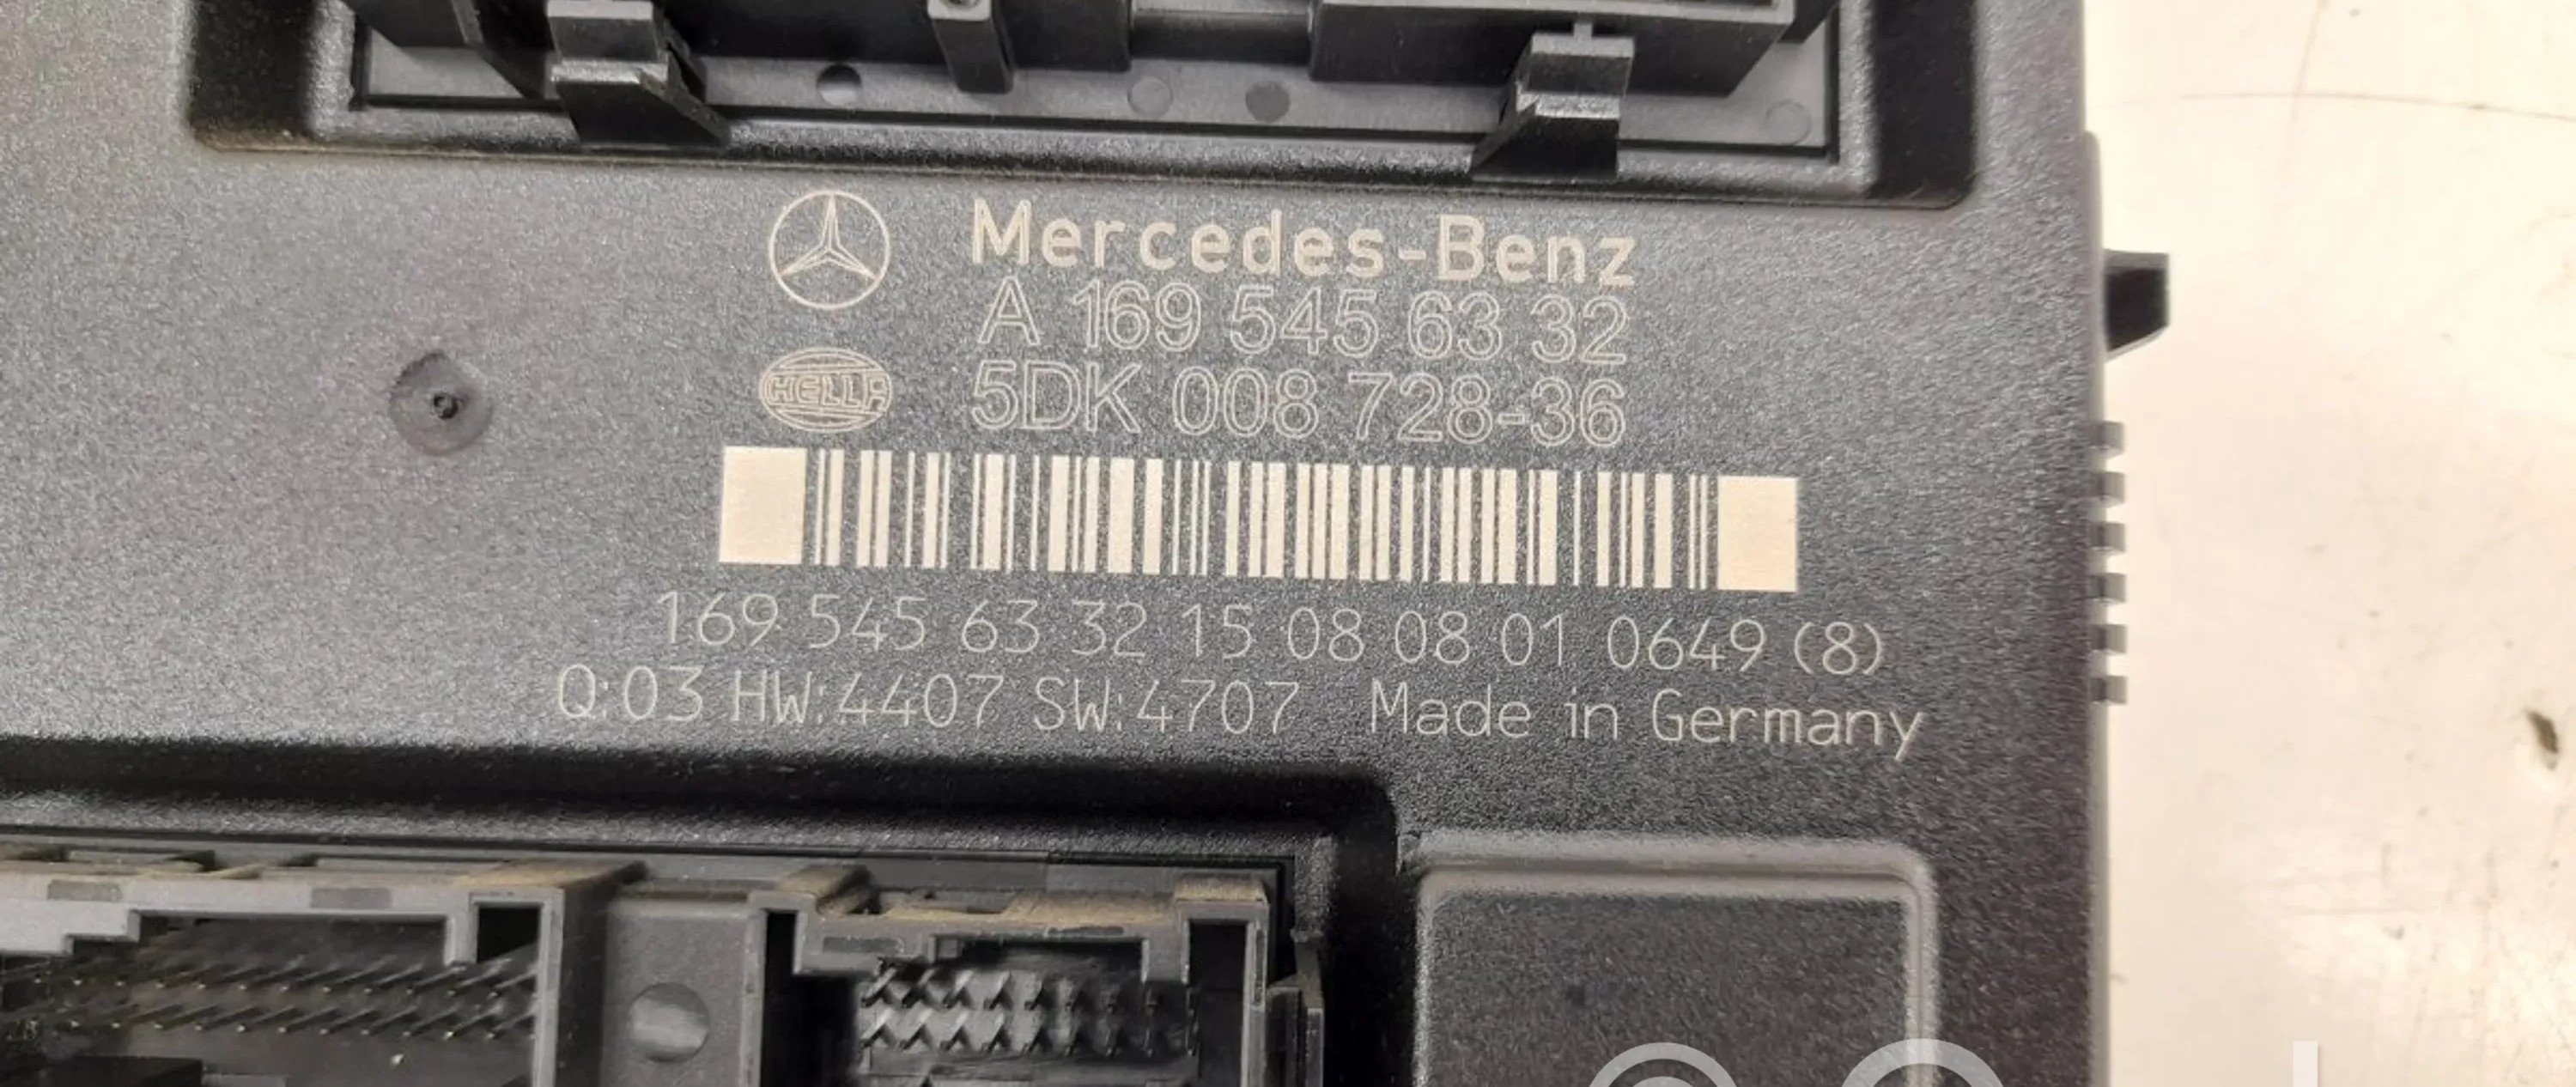 Mercedes-Benz
A 169 545 63 32
HELLA
5DK 008 728-36
169 545 63 32 15 08 08 01 0649 (8)
Q:03 HW:4407 SW:4707 Made in Germany